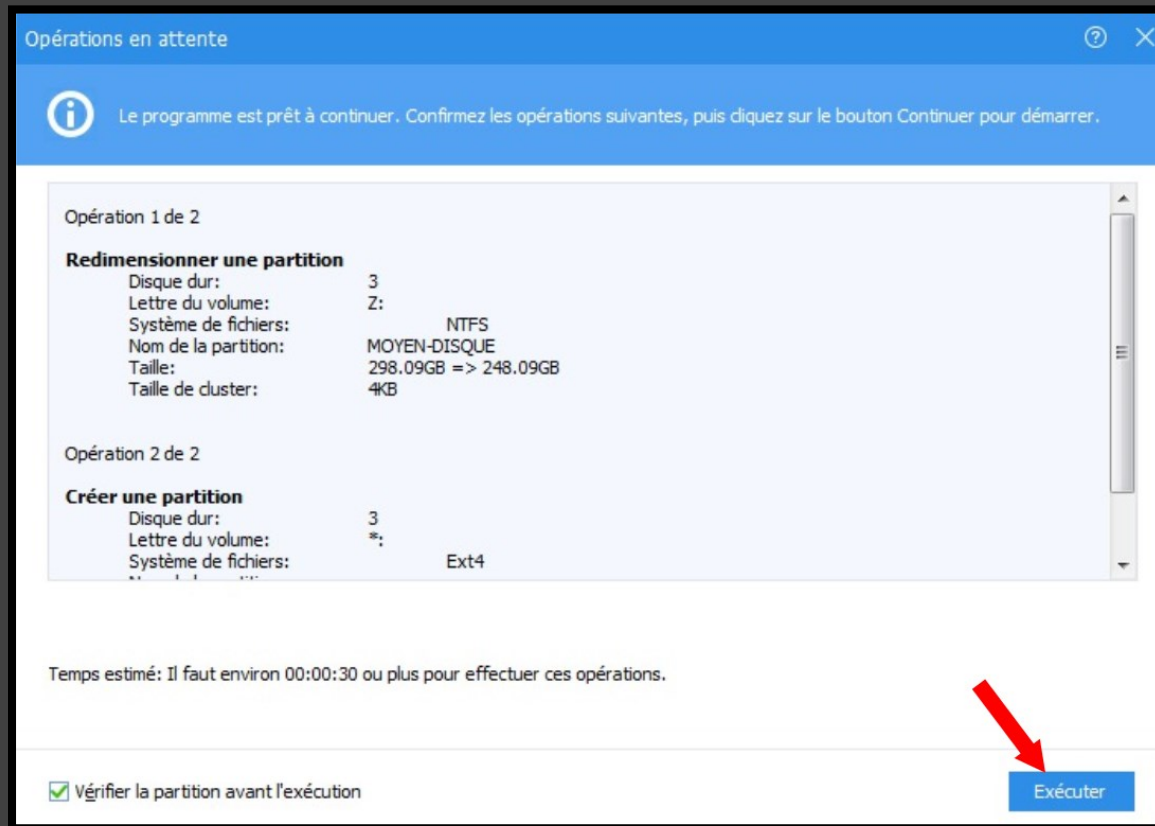 Opérations en attente
Le programme est prêt à continuer. Confirmez les opérations suivantes, puis cliquez sur le bouton Continuer pour démarrer.
Opération 1 de 2
Redimensionner une partition
Disque dur: 3
Lettre du volume: Z:
Système de fichiers: NTFS
Nom de la partition: MOYEN-DISQUE
Taille: 298.09GB => 248.09GB
Taille de cluster: 4KB
Opération 2 de 2
Créer une partition
Disque dur: 3
Lettre du volume: *:
Système de fichiers: Ext4
Temps estimé: Il faut environ 00:00:30 ou plus pour effectuer ces opérations.
Vérifier la partition avant l'exécution
Exécuter